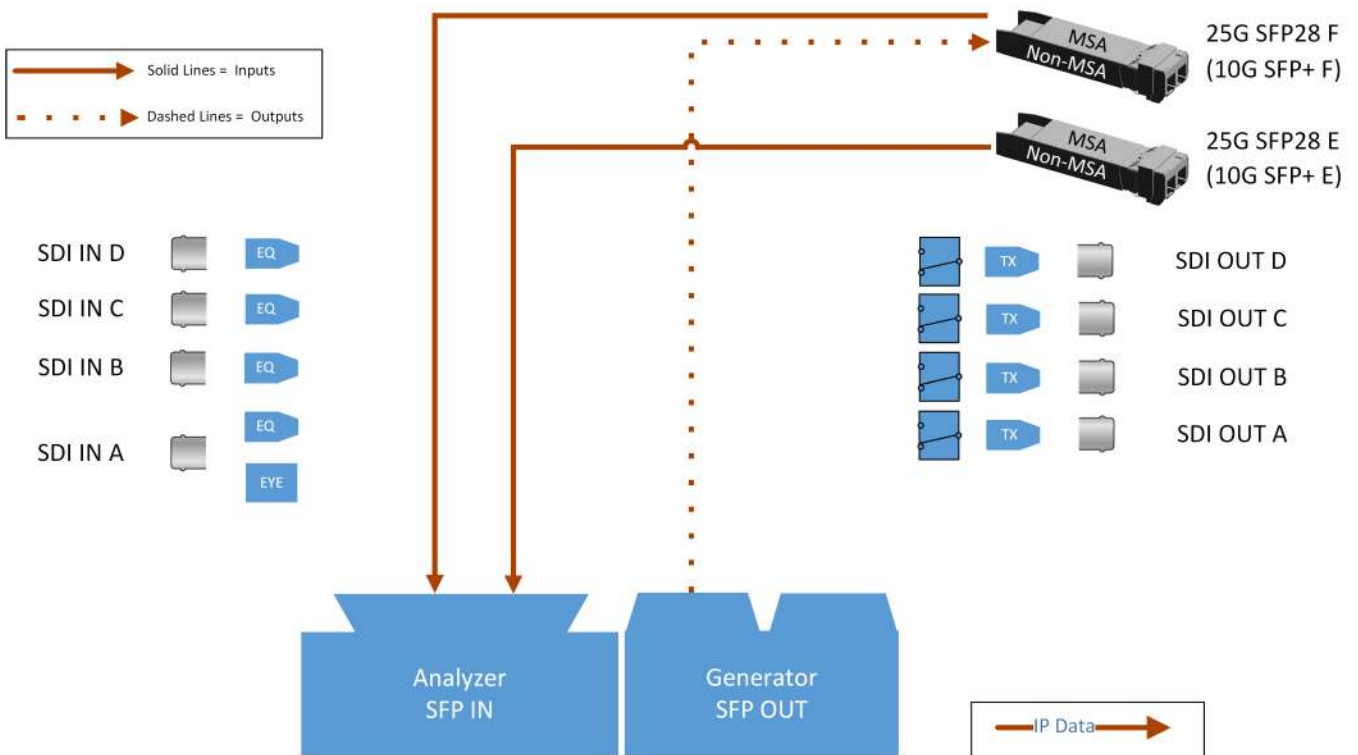 MSA
Non-MSA
25G SFP28 F
(10G SFP+ F)
Solid Lines = Inputs
Dashed Lines = Outputs
MSA
Non-MSA
25G SFP28 E
(10G SFP+ E)
SDI IN D
EQ
TX
SDI OUT D
SDI IN C
EQ
TX
SDI OUT C
SDI IN B
EQ
TX
SDI OUT B
EQ
SDI IN A
EYE
TX
SDI OUT A
Analyzer
SFP IN
Generator
SFP OUT
IP Data